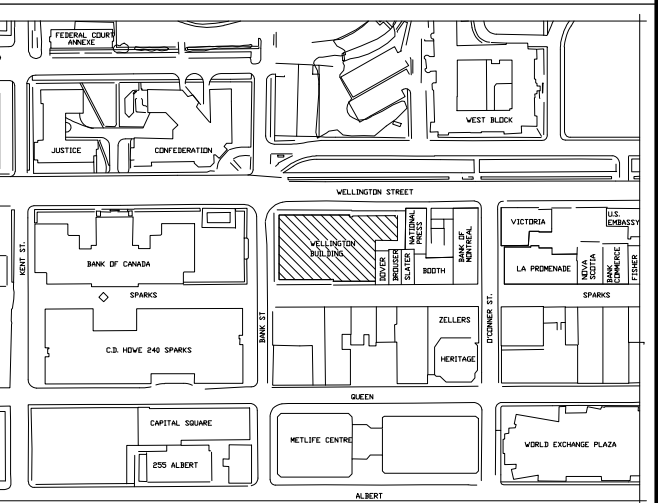 FEDERAL COURT
ANNEXE
WEST BLOCK
JUSTICE
CONFEDERATION
WELLINGTON STREET
KENT ST.
BANK OF CANADA
WELLINGTON
BUILDING
DOVER
BROUSER
SLATER
NATIONAL
PRESS
BOOTH
BANK OF
MONTREAL
VICTORIA
U.S.
EMBASSY
LA PROMENADE
NOVA
SCOTIA
BANK
COMMERCE
FISHER
SPARKS
SPARKS
BANK ST
O'CONNER ST.
C.D. HOWE 240 SPARKS
ZELLERS
HERITAGE
QUEEN
CAPITAL SQUARE
255 ALBERT
METLIFE CENTRE
WORLD EXCHANGE PLAZA
ALBERT